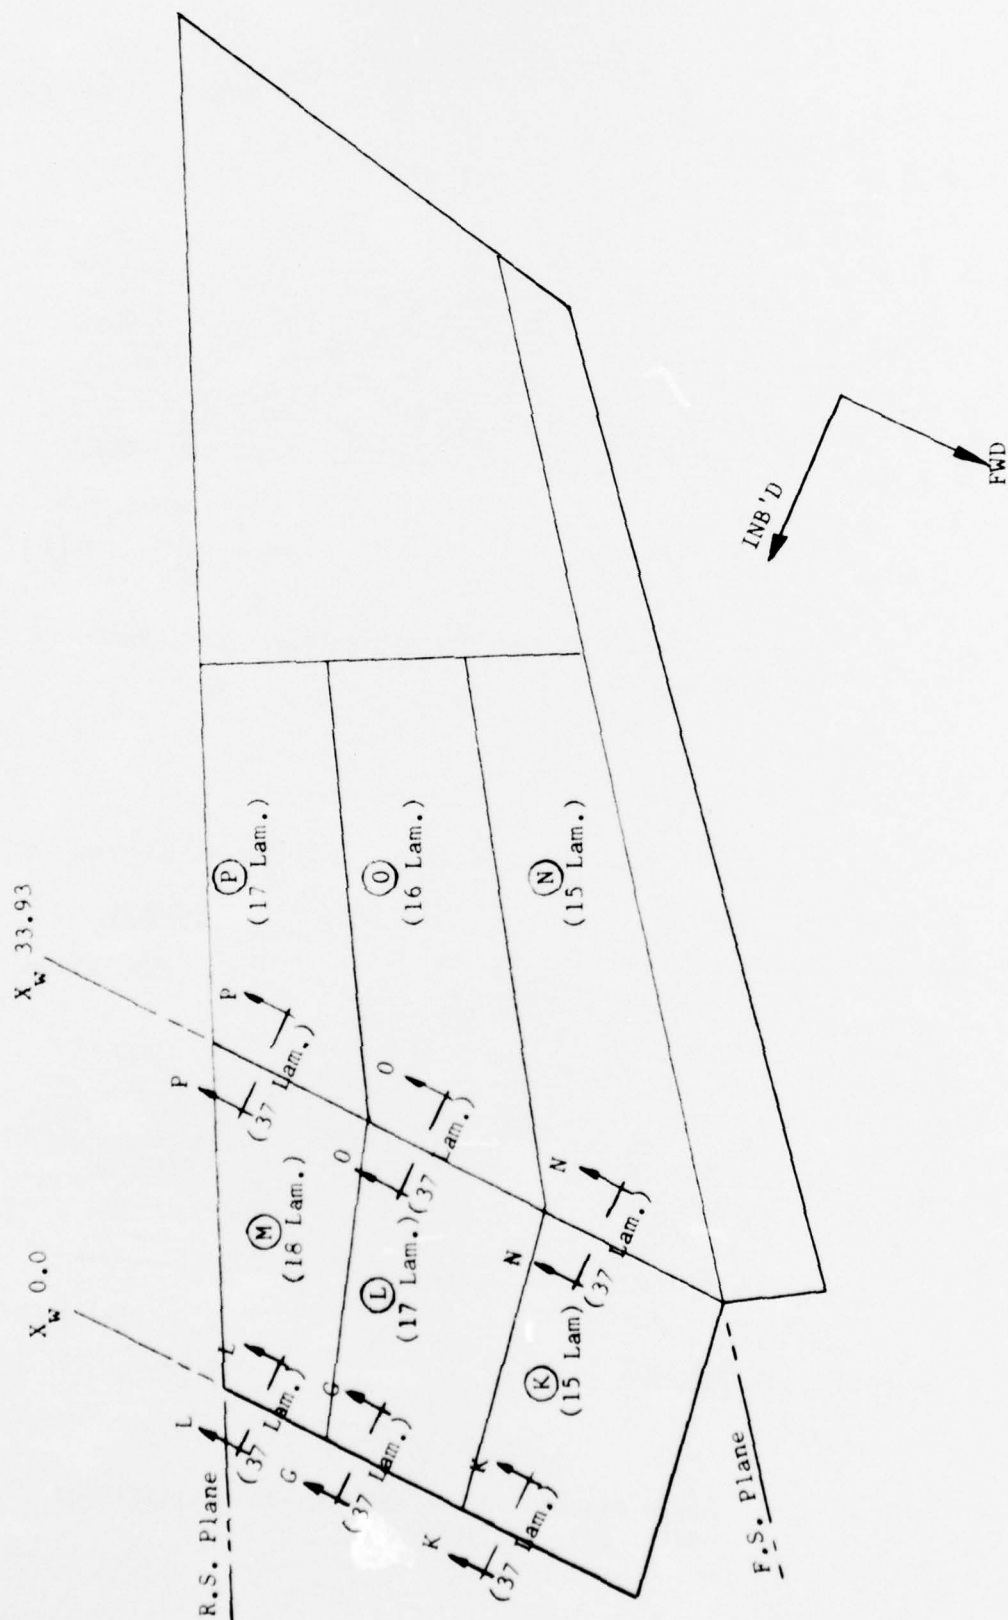 X_w 33.93
X_w 0.0
R.S. Plane
L
(37 Lam.)
L
G
(37 Lam.)
G
K
(37 Lam.)
K
P
(37 Lam.)
P
O
(37 Lam.)
O
N
(37 Lam.)
N
M
(18 Lam.)
L
(17 Lam.)
K
(15 Lam)
P
(17 Lam.)
O
(16 Lam.)
N
(15 Lam.)
F.S. Plane
INB'D
FWD